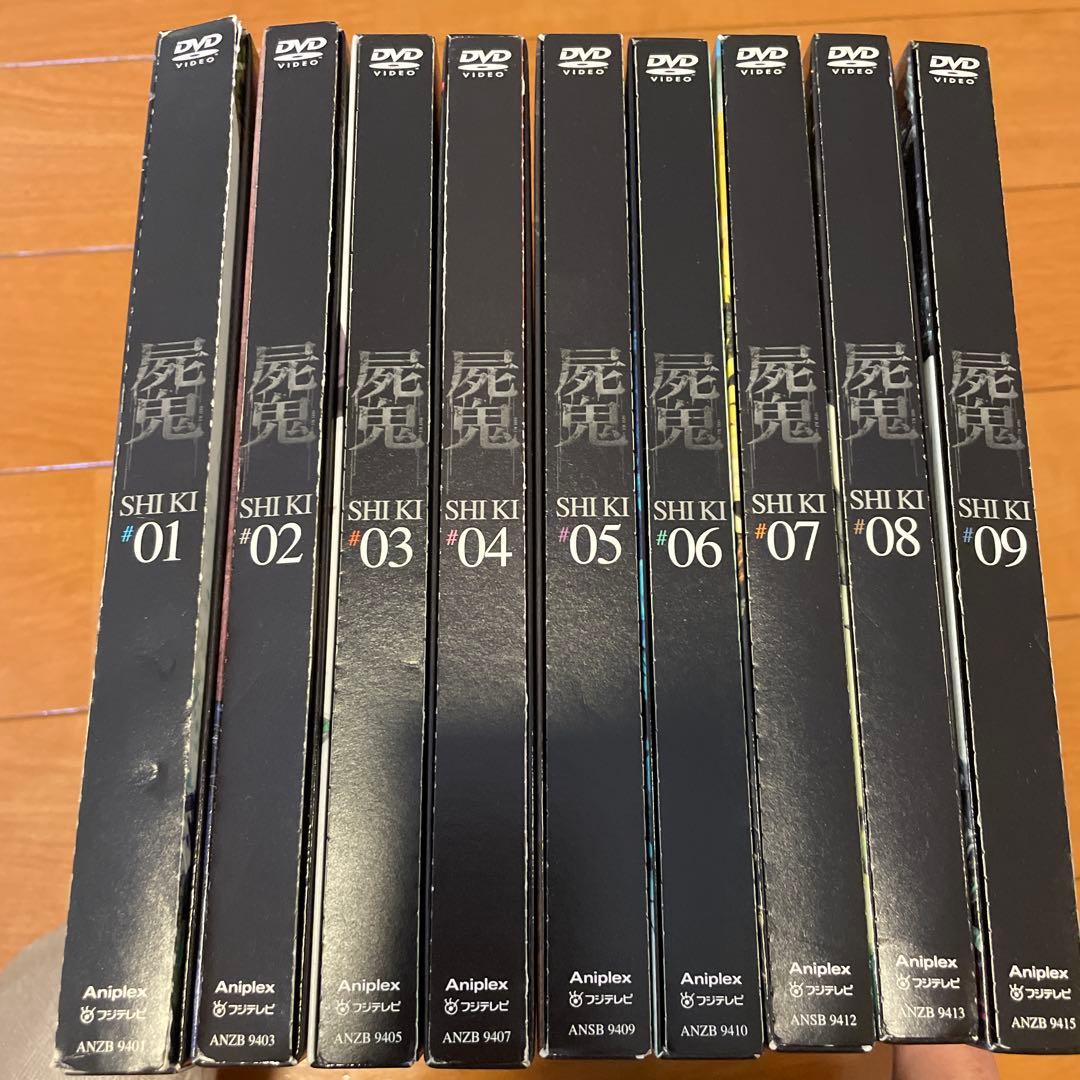 DVD
VIDEO
屍鬼
SHI KI
#01
Aniplex
フジテレビ
ANZB 9401
DVD
VIDEO
屍鬼
SHI KI
#02
Aniplex
フジテレビ
ANZB 9403
DVD
VIDEO
屍鬼
SHI KI
#03
Aniplex
フジテレビ
ANZB 9405
DVD
VIDEO
屍鬼
SHI KI
#04
Aniplex
フジテレビ
ANZB 9407
DVD
VIDEO
屍鬼
SHI KI
#05
Aniplex
フジテレビ
ANSB 9409
DVD
VIDEO
屍鬼
SHI KI
#06
Aniplex
フジテレビ
ANZB 9410
DVD
VIDEO
屍鬼
SHI KI
#07
Aniplex
フジテレビ
ANSB 9412
DVD
VIDEO
屍鬼
SHI KI
#08
Aniplex
フジテレビ
ANZB 9413
DVD
VIDEO
屍鬼
SHI KI
#09
Aniplex
フジテレビ
ANZB 9415